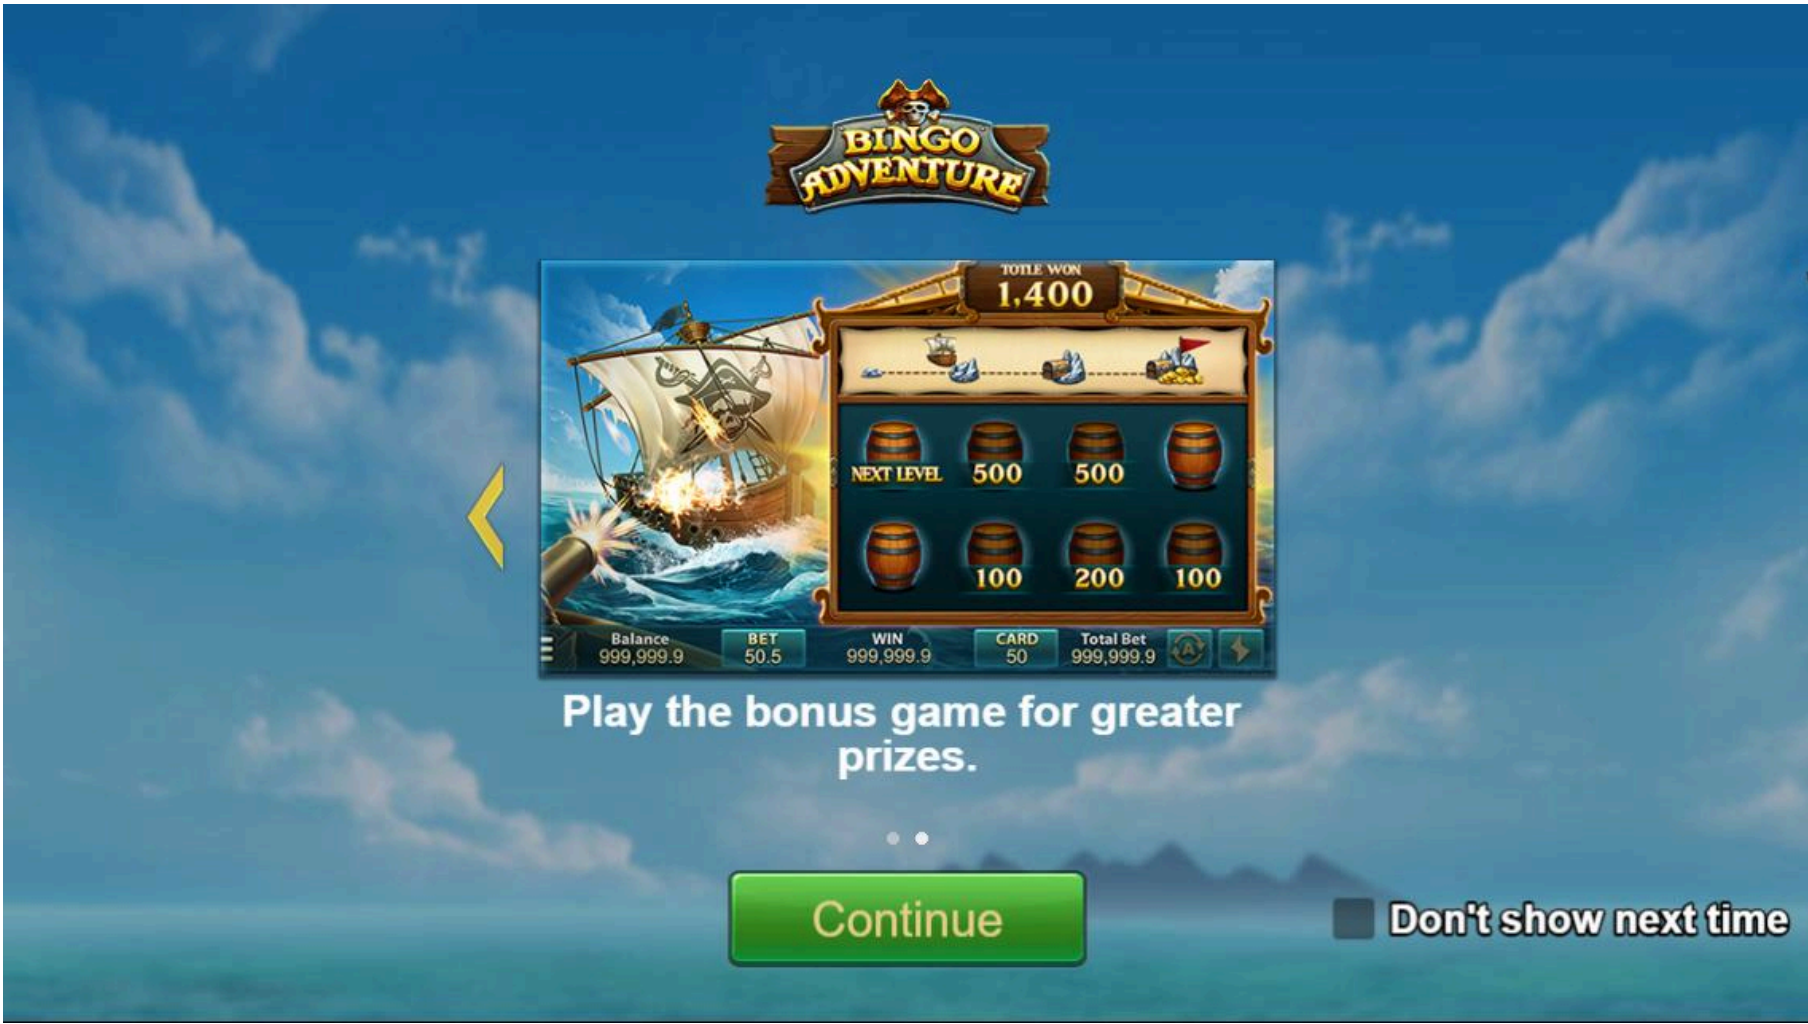 BINGO
ADVENTURE
TOTLE WON
1,400
NEXT LEVEL 500 500
100 200 100
Balance BET WIN CARD Total Bet
999,999.9 50.5 999,999.9 50 999,999.9 A
Play the bonus game for greater
prizes.
Continue
Don't show next time